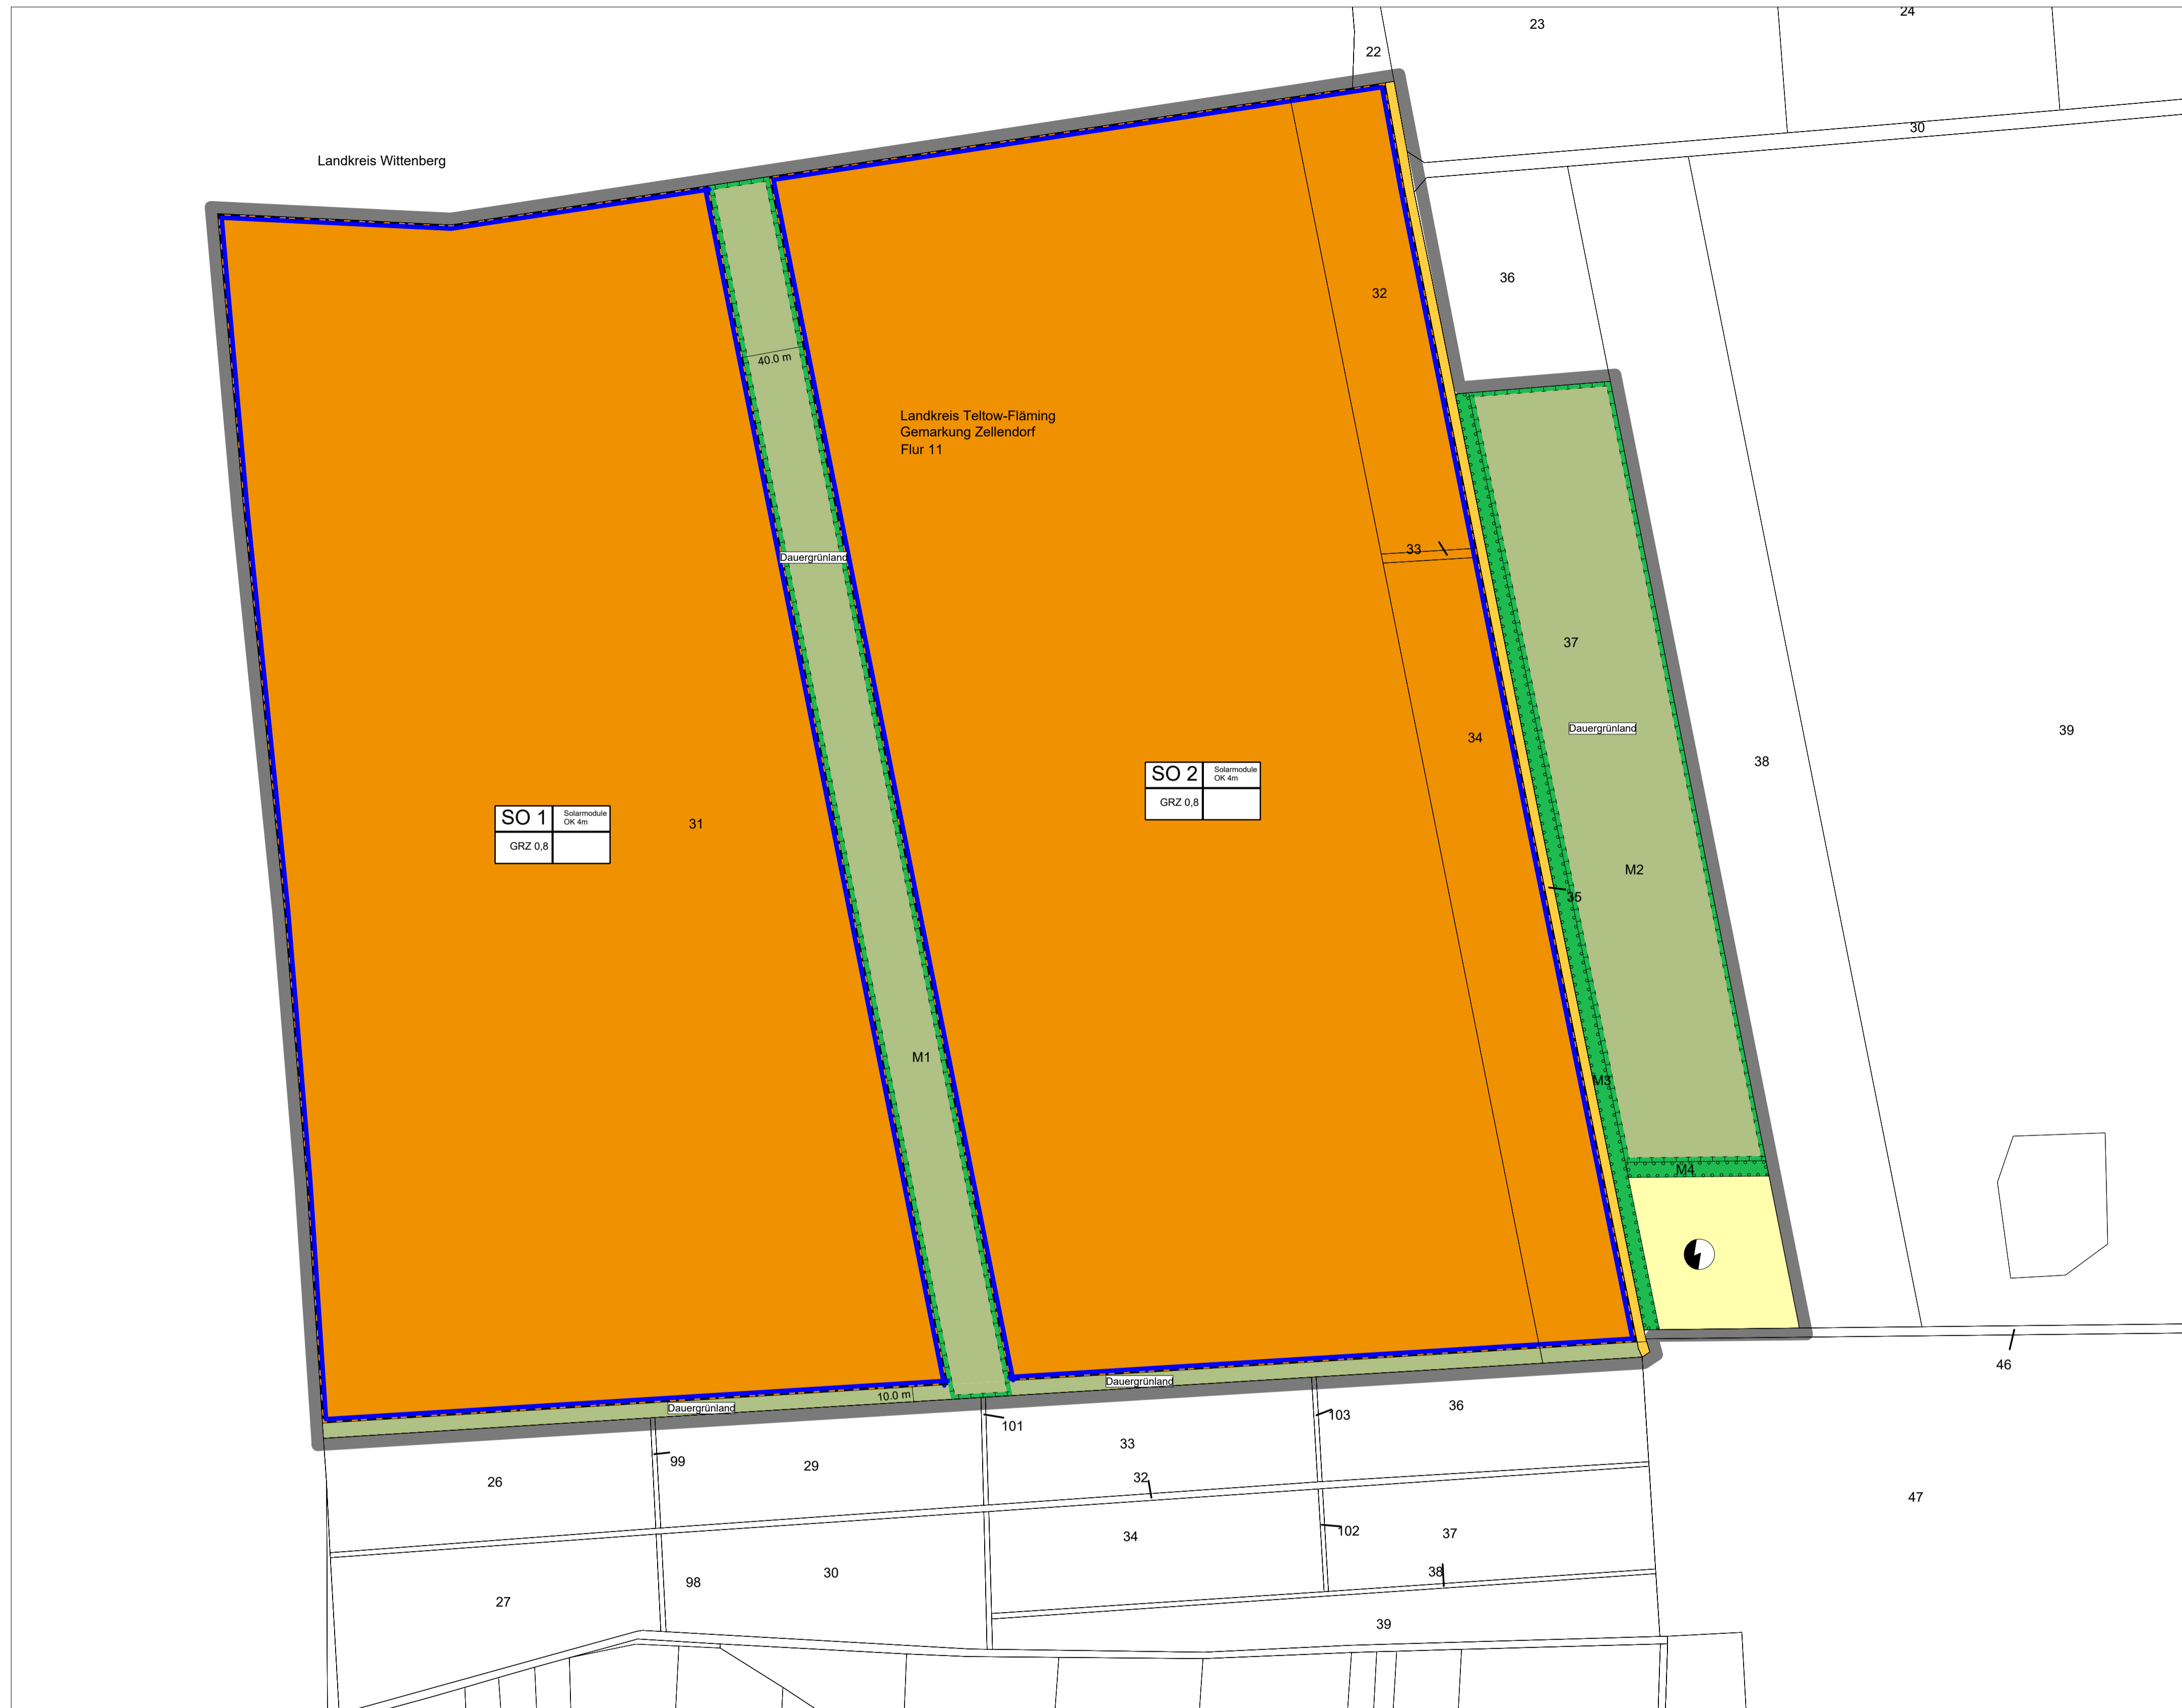 24
23
22
30
Landkreis Wittenberg
36
32
40.0 m
Landkreis Teltow-Fläming
Gemarkung Zellendorf
Flur 11
33
Dauergrünland
37
Dauergrünland
39
34
38
SO 2
Solarmodule
OK 4m
GRZ 0,8
SO 1
Solarmodule
OK 4m
GRZ 0,8
31
M2
35
M1
M3
M4
46
Dauergrünland
10.0 m
Dauergrünland
36
103
101
33
99
29
26
32
47
34
102
37
38
30
98
27
39